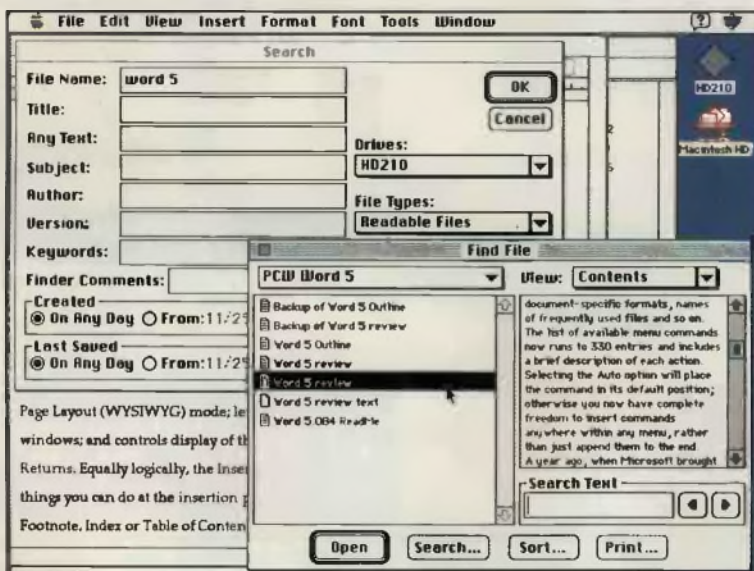 File Edit View Insert Format Font Tools Window
Search
File Name: word 5
OK
Title:
Cancel
Any Text:
Drives:
Subject:
HD210
Author:
File Types:
Version:
Readable Files
Keywords:
Finder Comments:
Created
On Any Day From: 11/2
Last Saved
On Any Day From: 11/2
HD210
Macintosh HD
2
5
Find File
PCW Word 5
View: Contents
Backup of Word 5 Outline
Backup of Word 5 review
Word 5 Outline
Word 5 review
Word 5 review
Word 5 review text
Word 5.0B4 ReadMe
document-specific formats, names
of frequently used files and so on.
The list of available menu commands
now runs to 330 entries and includes
a brief description of each action.
Selecting the Auto option will place
the command in its default position;
otherwise you now have complete
freedom to insert commands
anywhere within any menu, rather
than just append them to the end.
A year ago, when Microsoft brought
Search Text
Open Search... Sort... Print...
Page Layout (WYSIWYG) mode; le
windows; and controls display of th
Returns. Equally logically, the Inser
things you can do at the insertion p
Footnote, Index or Table of Conten